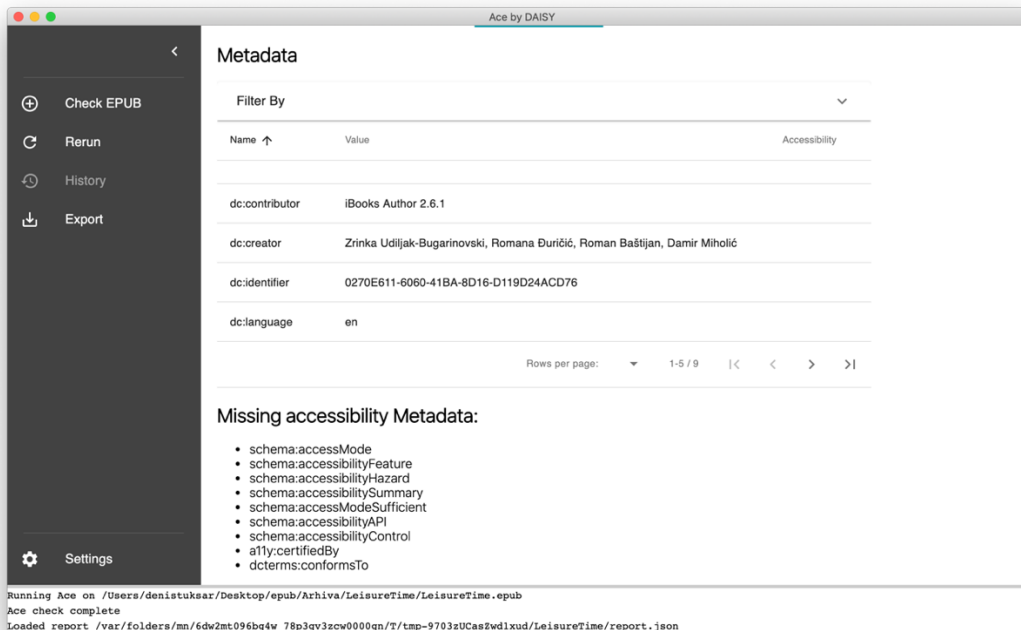 Ace by DAISY
Metadata
Filter By
Check EPUB
Name Value Accessibility
Rerun
History
dc:contributor iBooks Author 2.6.1
Export
dc:creator Zrinka Udiljak-Bugarinovski, Romana Đuričić, Roman Baštijan, Damir Miholić
dc:identifier 0270E611-6060-41BA-8D16-D119D24ACD76
dc:language en
Rows per page: 1-5 / 9
Missing accessibility Metadata:
• schema:accessMode
• schema:accessibilityFeature
• schema:accessibilityHazard
• schema:accessibilitySummary
• schema:accessModeSufficient
• schema:accessibilityAPI
• schema:accessibilityControl
• a11y:certifiedBy
• dcterms:conformsTo
Settings
Running Ace on /Users/denistuksar/Desktop/epub/Arhiva/LeisureTime/LeisureTime.epub
Ace check complete
Loaded report